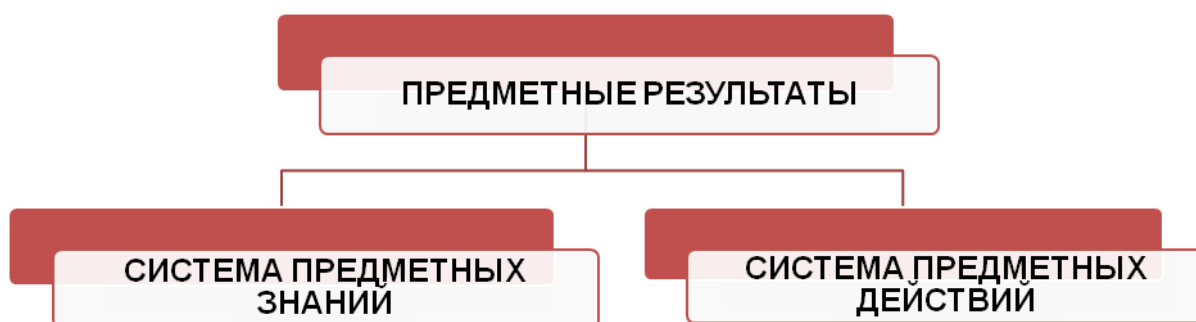 ПРЕДМЕТНЫЕ РЕЗУЛЬТАТЫ
СИСТЕМА ПРЕДМЕТНЫХ
ЗНАНИЙ
СИСТЕМА ПРЕДМЕТНЫХ
ДЕЙСТВИЙ